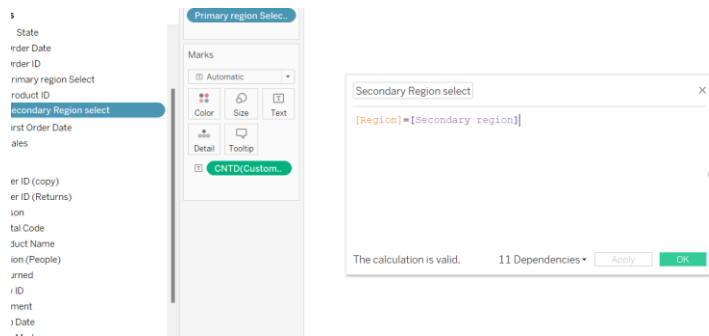 s
State
rder Date
rder ID
rimary region Select
roduct ID
econdary Region select
irst Order Date
ales
er ID (copy)
er ID (Returns)
son
tal Code
duct Name
ion (People)
urned
ID
ment
Date
Primary region Selec..
Marks
Automatic
Color
Size
Text
Detail
Tooltip
CNTD(Custom..
Secondary Region select
[Region]=[Secondary region]
The calculation is valid.
11 Dependencies
Apply
OK